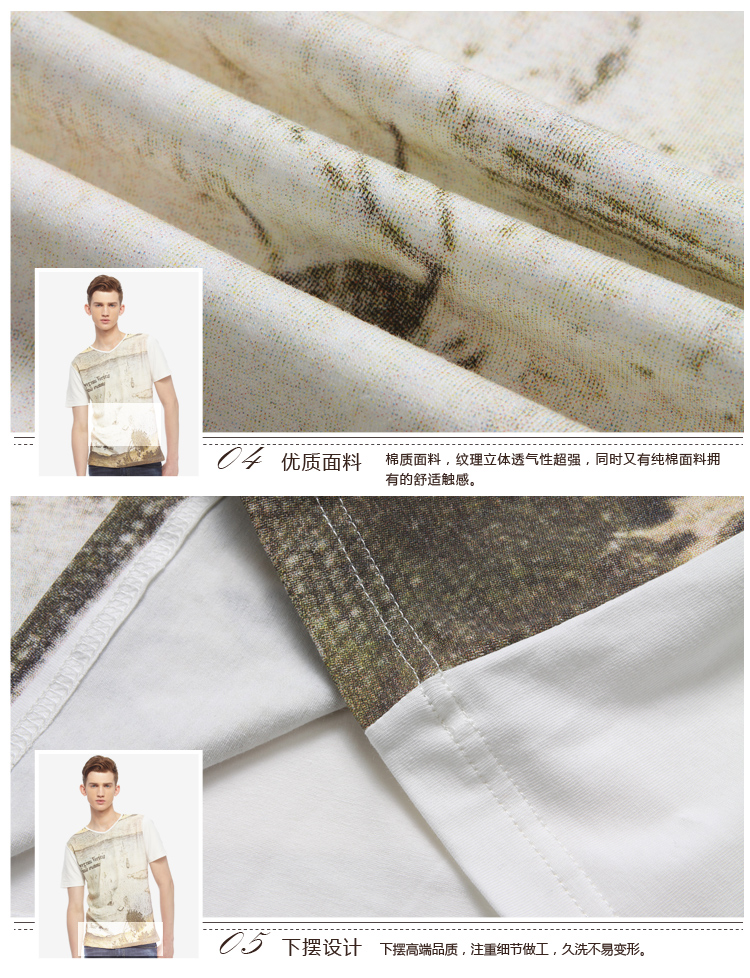 04 优质面料
棉质面料，纹理立体透气性超强，同时又有纯棉面料拥
有的舒适触感。
05 下摆设计 下摆高端品质，注重细节做工，久洗不易变形。